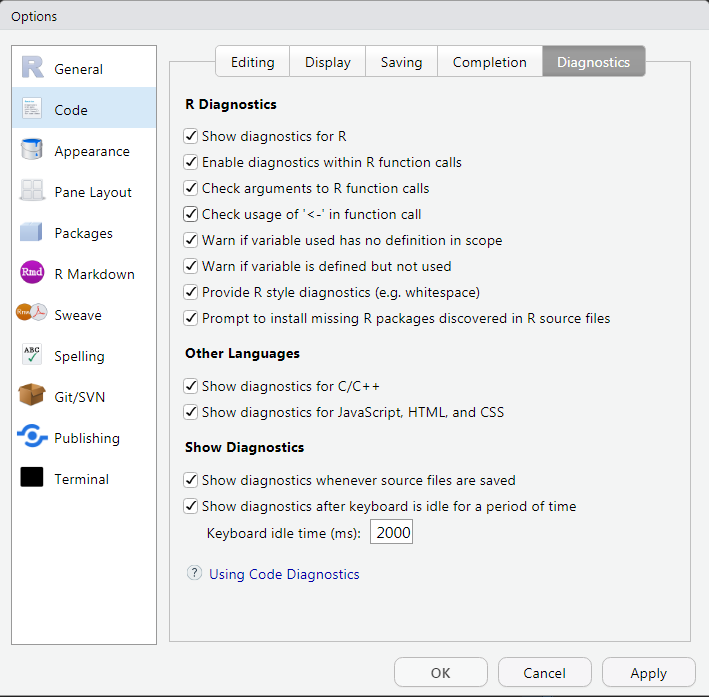 Options
General
Code
Appearance
Pane Layout
Packages
Rmd R Markdown
Sweave
ABC Spelling
Git/SVN
Publishing
Terminal
Editing Display Saving Completion Diagnostics
R Diagnostics
Show diagnostics for R
Enable diagnostics within R function calls
Check arguments to R function calls
Check usage of '<-' in function call
Warn if variable used has no definition in scope
Warn if variable is defined but not used
Provide R style diagnostics (e.g. whitespace)
Prompt to install missing R packages discovered in R source files
Other Languages
Show diagnostics for C/C++
Show diagnostics for JavaScript, HTML, and CSS
Show Diagnostics
Show diagnostics whenever source files are saved
Show diagnostics after keyboard is idle for a period of time
Keyboard idle time (ms): 2000
? Using Code Diagnostics
OK Cancel Apply